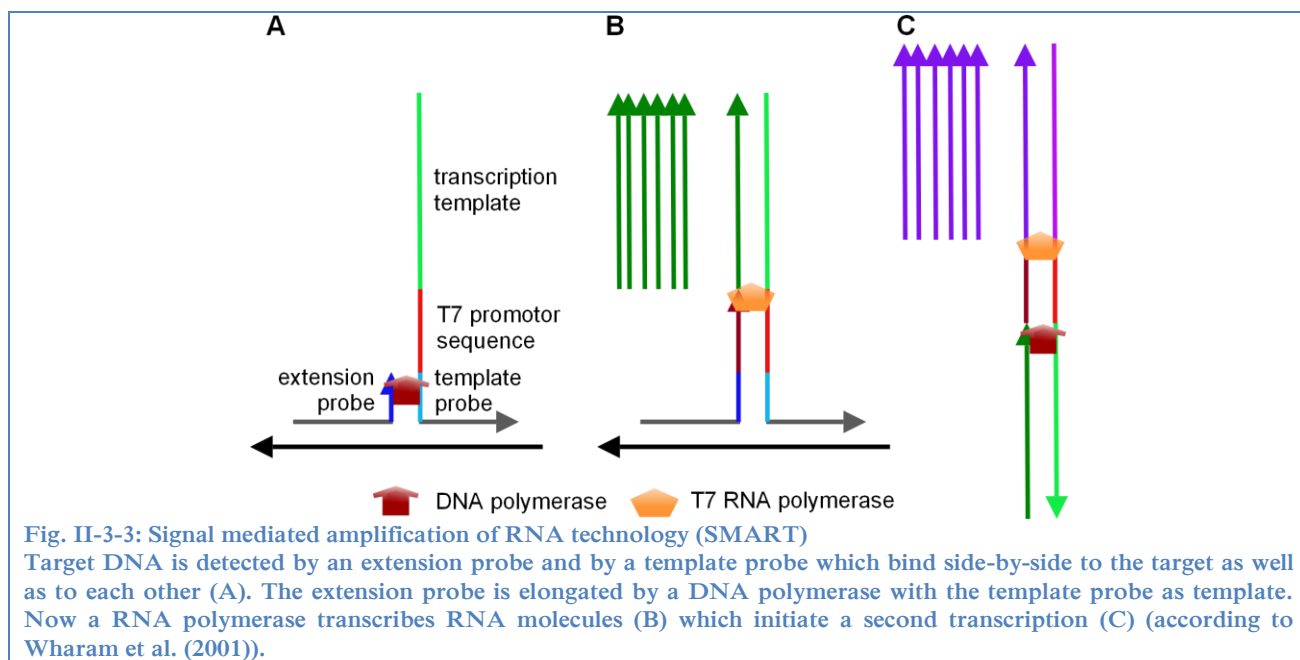 A B C
transcription
template
T7 promotor
sequence
extension
probe
template
probe
DNA polymerase T7 RNA polymerase
Fig. II-3-3: Signal mediated amplification of RNA technology (SMART)
Target DNA is detected by an extension probe and by a template probe which bind side-by-side to the target as well
as to each other (A). The extension probe is elongated by a DNA polymerase with the template probe as template.
Now a RNA polymerase transcribes RNA molecules (B) which initiate a second transcription (C) (according to
Wharam et al. (2001)).